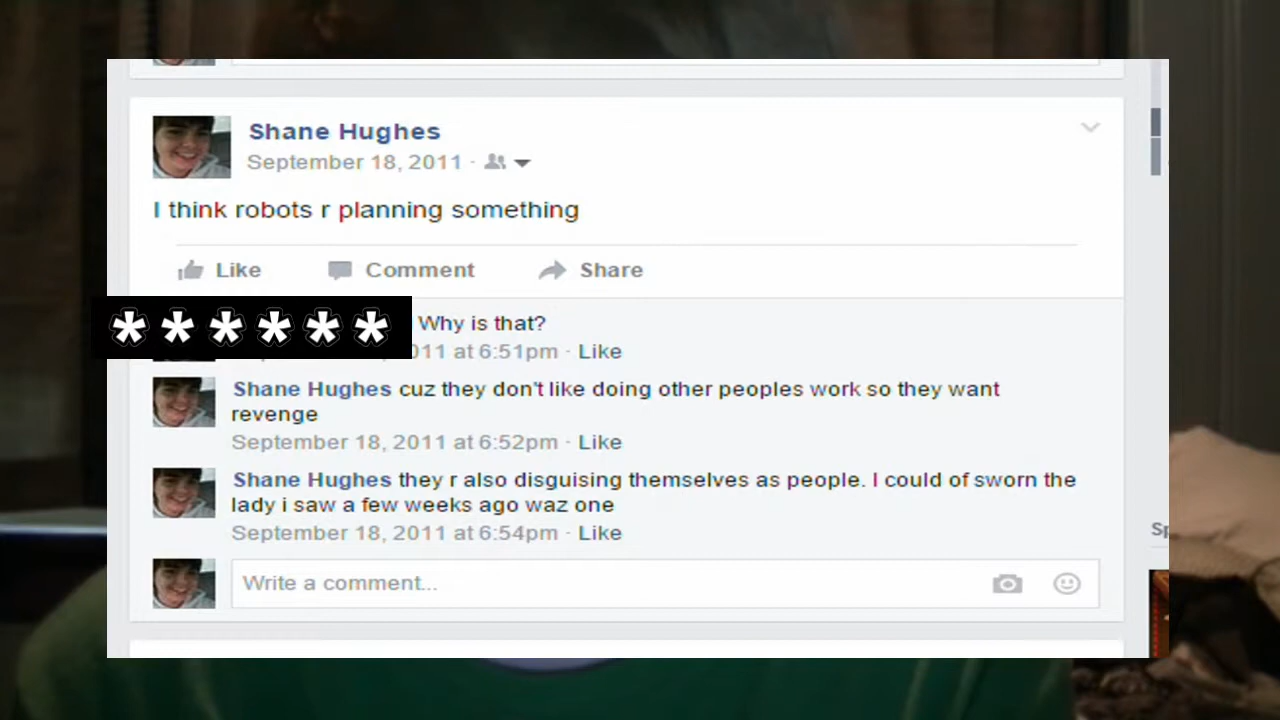 Shane Hughes
September 18, 2011 ·
I think robots r planning something
Like Comment Share
****** Why is that?
011 at 6:51pm · Like
Shane Hughes cuz they don't like doing other peoples work so they want
revenge
September 18, 2011 at 6:52pm · Like
Shane Hughes they r also disguising themselves as people. I could of sworn the
lady i saw a few weeks ago waz one
September 18, 2011 at 6:54pm · Like
Sp
Write a comment...